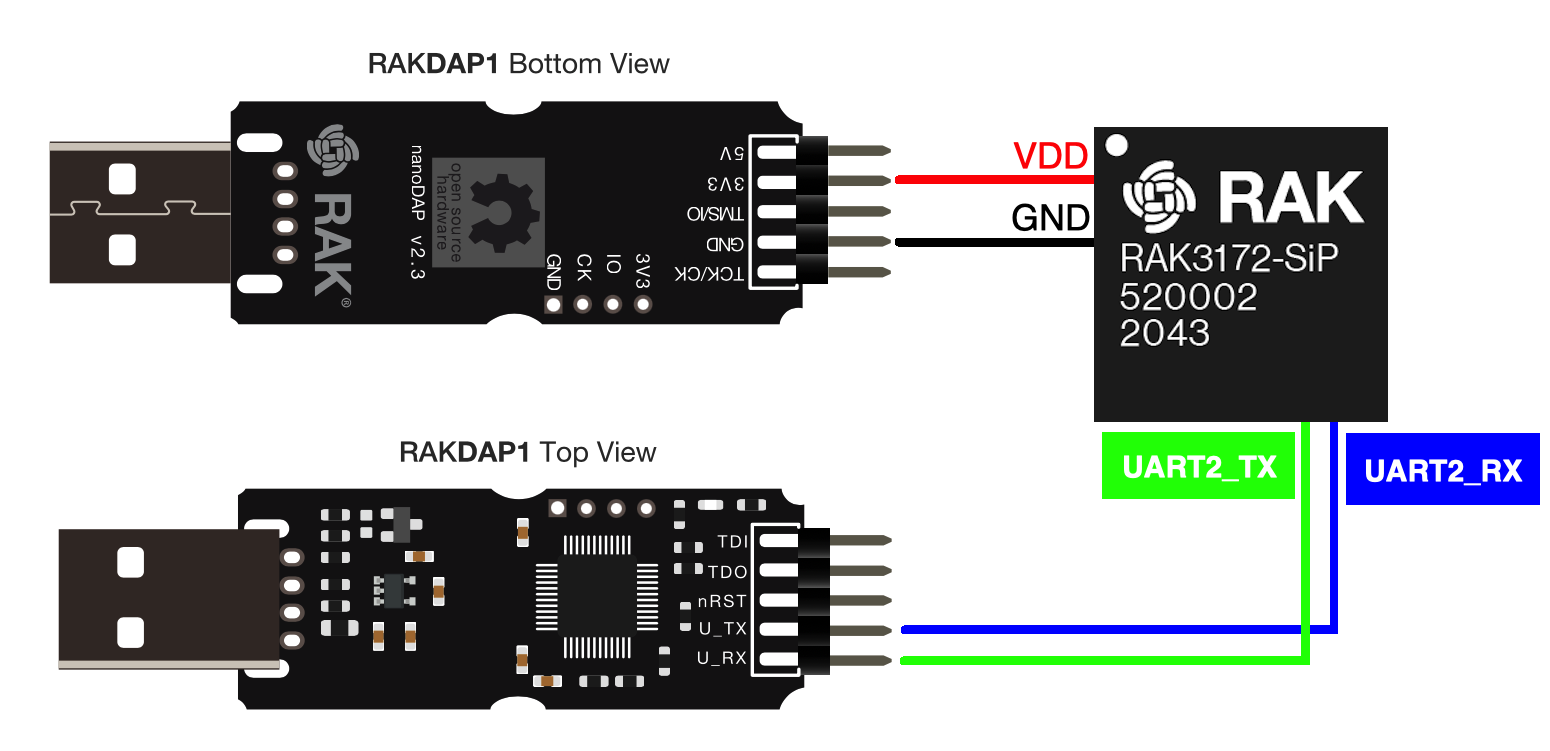 RAKDAP1 Bottom View
RAK®
nanoDAP v2.3
open source
hardware
GND
CK
IO
3V3
5V
3V3
TMS/IO
GND
TCK/CK
VDD
GND
RAK
RAK3172-SiP
520002
2043
UART2_TX
UART2_RX
RAKDAP1 Top View
TDI
TDO
nRST
U_TX
U_RX